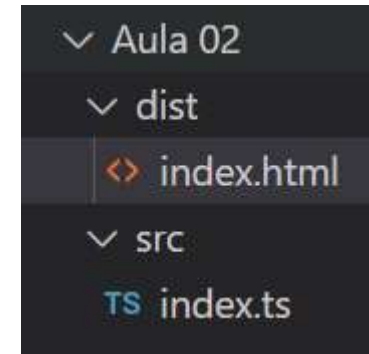 Aula 02
dist
<> index.html
src
TS index.ts